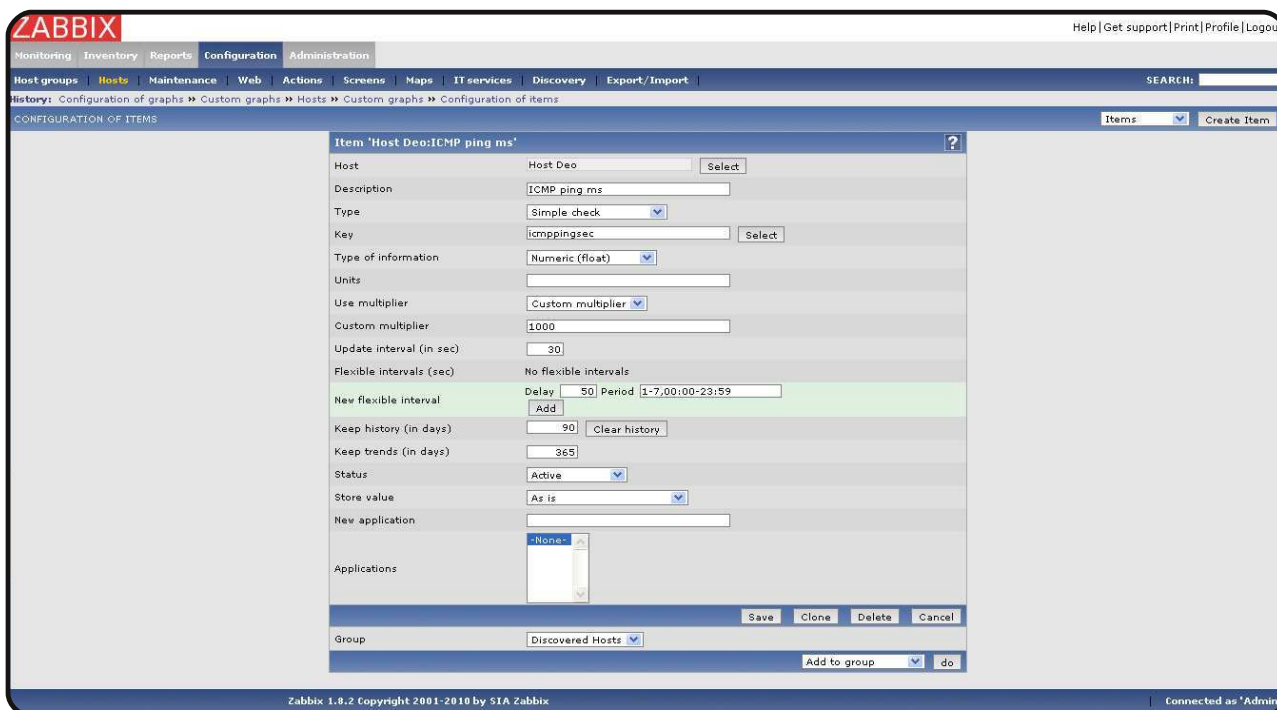 ZABBIX
Help | Get support | Print | Profile | Logou
Monitoring Inventory Reports Configuration Administration
Host groups | Hosts | Maintenance | Web | Actions | Screens | Maps | IT services | Discovery | Export/Import |
SEARCH:
History: Configuration of graphs » Custom graphs » Hosts » Custom graphs » Configuration of items
CONFIGURATION OF ITEMS
Items
Create Item
Item 'Host Deo:ICMP ping ms'
?
Host Host Deo Select
Description ICMP ping ms
Type Simple check
Key icmppingsec Select
Type of information Numeric (float)
Units
Use multiplier Custom multiplier
Custom multiplier 1000
Update interval (in sec) 30
Flexible intervals (sec) No flexible intervals
New flexible interval Delay 50 Period 1-7,00:00-23:59
Add
Keep history (in days) 90 Clear history
Keep trends (in days) 365
Status Active
Store value As is
New application
Applications -None-
Save Clone Delete Cancel
Group Discovered Hosts
Add to group do
Zabbix 1.8.2 Copyright 2001-2010 by SIA Zabbix
| Connected as 'Admin